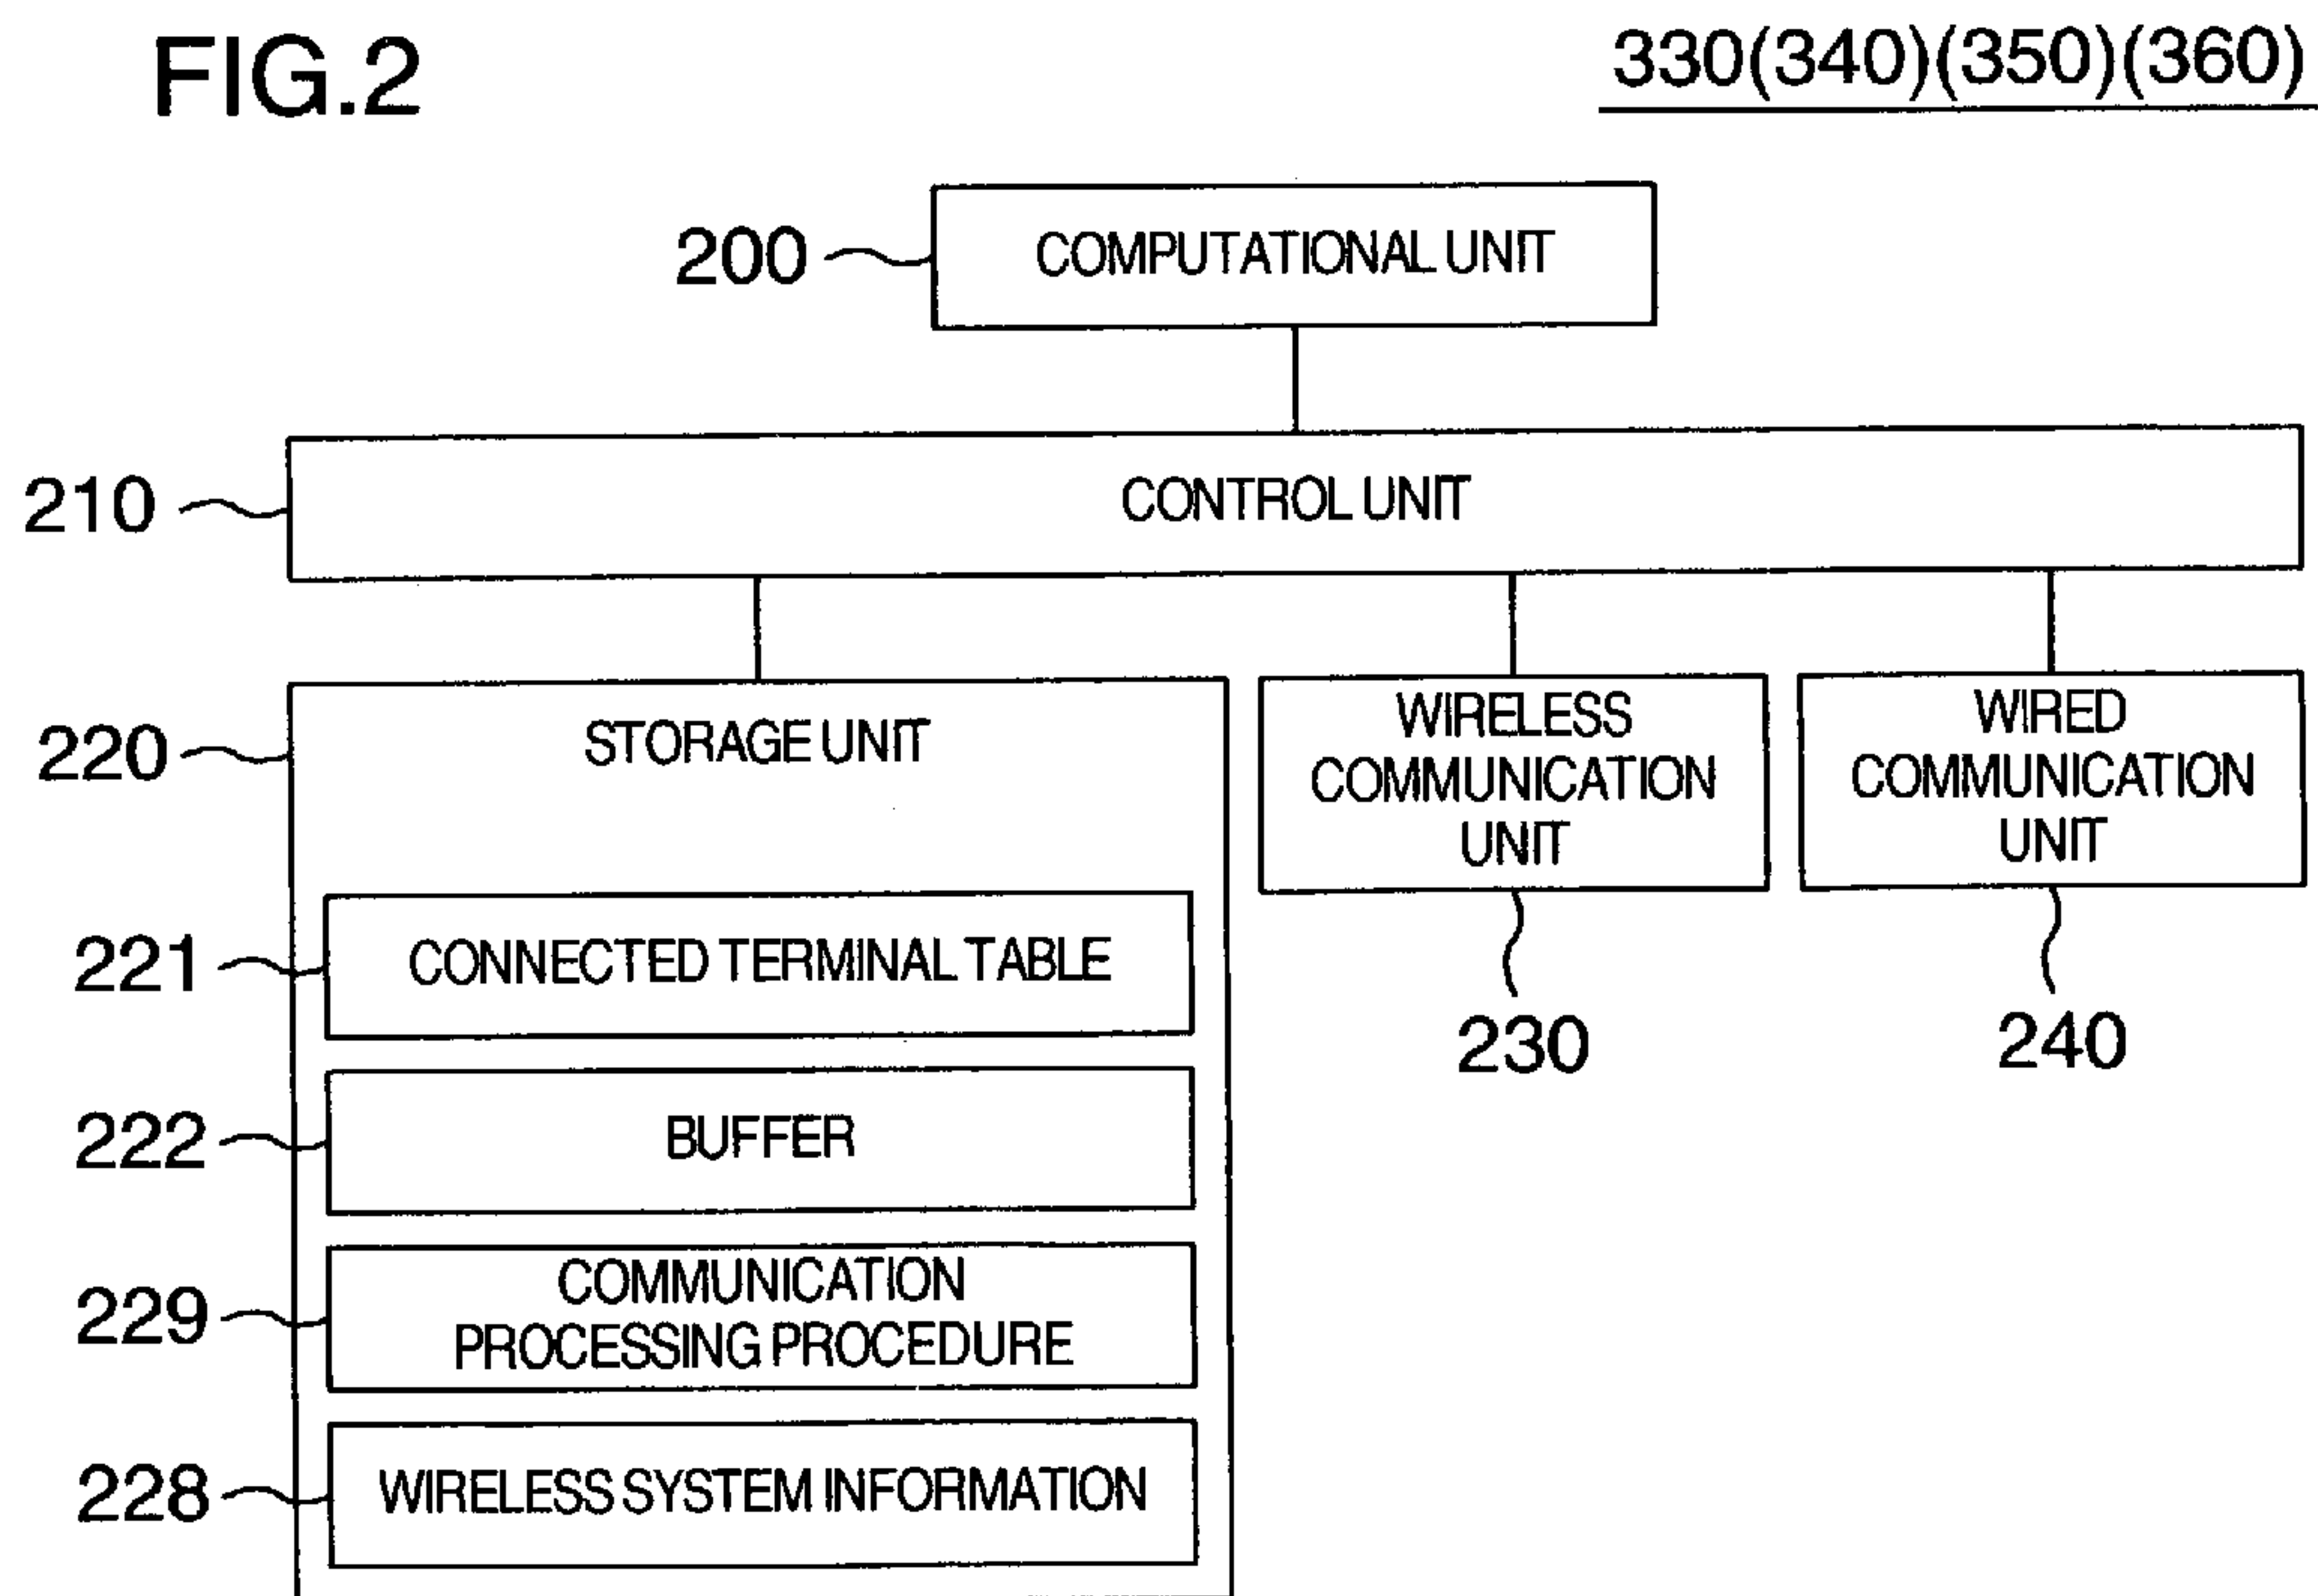 FIG.2
330(340)(350)(360)
200
COMPUTATIONAL UNIT
210
CONTROL UNIT
220
STORAGE UNIT
WIRELESS
COMMUNICATION
UNIT
WIRED
COMMUNICATION
UNIT
221
CONNECTED TERMINAL TABLE
230
240
222
BUFFER
229
COMMUNICATION
PROCESSING PROCEDURE
228
WIRELESS SYSTEM INFORMATION